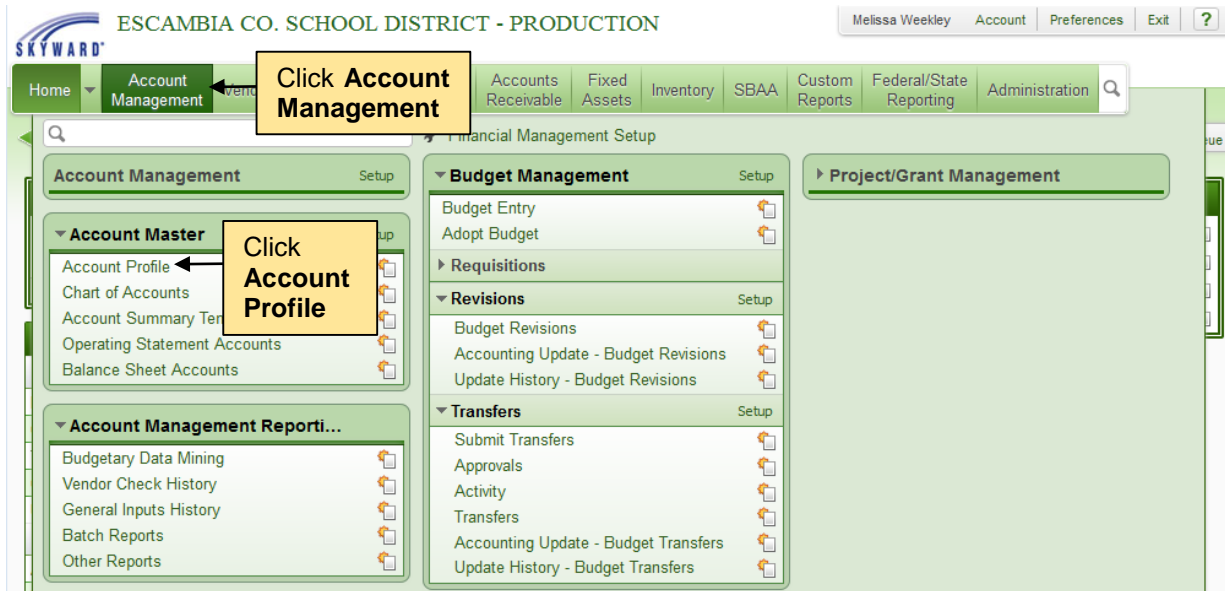 ESCAMBIA CO. SCHOOL DISTRICT - PRODUCTION
Melissa Weekley Account Preferences Exit ?
SKYWARD
Home Account Management Accounts Receivable Fixed Assets Inventory SBAA Custom Reports Federal/State Reporting Administration
Click Account
Management
Financial Management Setup
Account Management Setup
Budget Management Setup
Project/Grant Management
Budget Entry
Adopt Budget
Account Master
Click
Account
Profile
Account Profile
Chart of Accounts
Account Summary
Operating Statement Accounts
Balance Sheet Accounts
Requisitions
Revisions Setup
Budget Revisions
Accounting Update - Budget Revisions
Update History - Budget Revisions
Transfers Setup
Submit Transfers
Approvals
Activity
Transfers
Accounting Update - Budget Transfers
Update History - Budget Transfers
Account Management Reporti...
Budgetary Data Mining
Vendor Check History
General Inputs History
Batch Reports
Other Reports